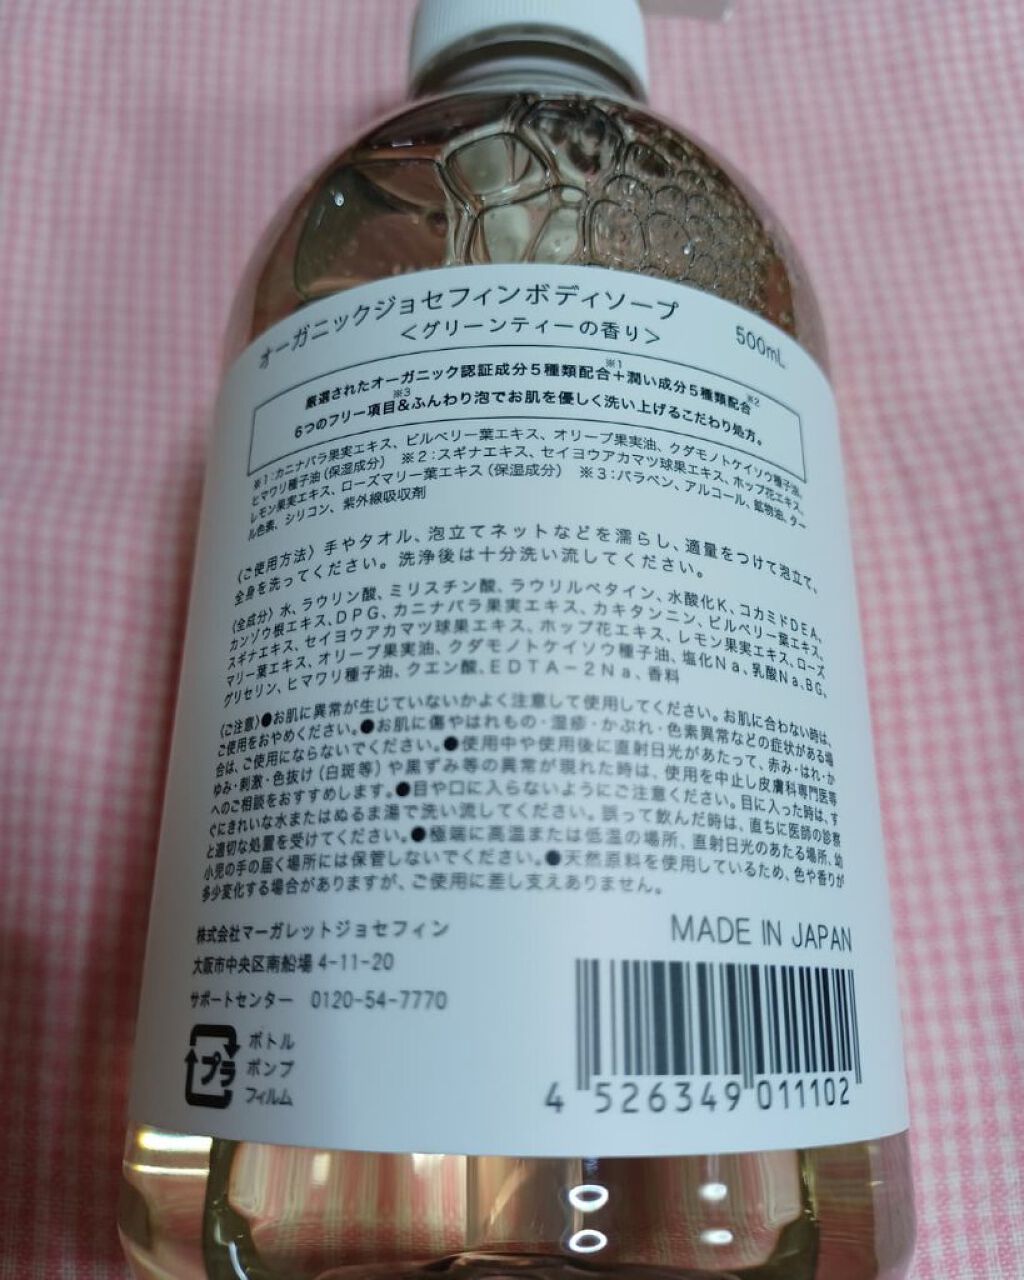 オーガニックジョセフィンボディソープ
<グリーンティーの香り>
500mL
厳選されたオーガニック認証成分5種類配合※1+潤い成分5種類配合※2
6つのフリー項目※3&ふんわり泡でお肌を優しく洗い上げるこだわり処方。
※1:カニナバラ果実エキス、ビルベリー葉エキス、オリーブ果実油、クダモノトケイソウ種子油、
ヒマワリ種子油(保湿成分) ※2:スギナエキス、セイヨウアカマツ球果エキス、ホップ花エキス、
レモン果実エキス、ローズマリー葉エキス(保湿成分) ※3:パラベン、アルコール、鉱物油、ター
ル色素、シリコン、紫外線吸収剤
〈ご使用方法〉手やタオル、泡立てネットなどを濡らし、適量をつけて泡立て、
全身を洗ってください。洗浄後は十分洗い流してください。
〈全成分〉水、ラウリン酸、ミリスチン酸、ラウリルベタイン、水酸化K、コカミドDEA、
カンゾウ根エキス、DPG、カニナバラ果実エキス、カキタンニン、ビルベリー葉エキス、
スギナエキス、セイヨウアカマツ球果エキス、ホップ花エキス、レモン果実エキス、ローズ
マリー葉エキス、オリーブ果実油、クダモノトケイソウ種子油、塩化Na、乳酸Na、BG、
グリセリン、ヒマワリ種子油、クエン酸、EDTA-2Na、香料
〈ご注意〉●お肌に異常が生じていないかよく注意して使用してください。お肌に合わない時は、
ご使用をおやめください。●お肌に傷やはれもの・湿疹・かぶれ・色素異常などの症状がある場
合は、ご使用にならないでください。●使用中や使用後に直射日光があたって、赤み・はれ・か
ゆみ・刺激・色抜け(白斑等)や黒ずみ等の異常が現れた時は、使用を中止し皮膚科専門医等
へのご相談をおすすめします。●目や口に入らないようにご注意ください。目に入った時は、す
ぐにきれいな水またはぬるま湯で洗い流してください。誤って飲んだ時は、直ちに医師の診察
と適切な処置を受けてください。●極端に高温または低温の場所、直射日光のあたる場所、幼
小児の手の届く場所には保管しないでください。●天然原料を使用しているため、色や香りが
多少変化する場合がありますが、ご使用に差し支えありません。
株式会社マーガレットジョセフィン
大阪市中央区南船場 4-11-20
サポートセンター 0120-54-7770
MADE IN JAPAN
プラ
ボトル
ポンプ
フィルム
4 526349 011102